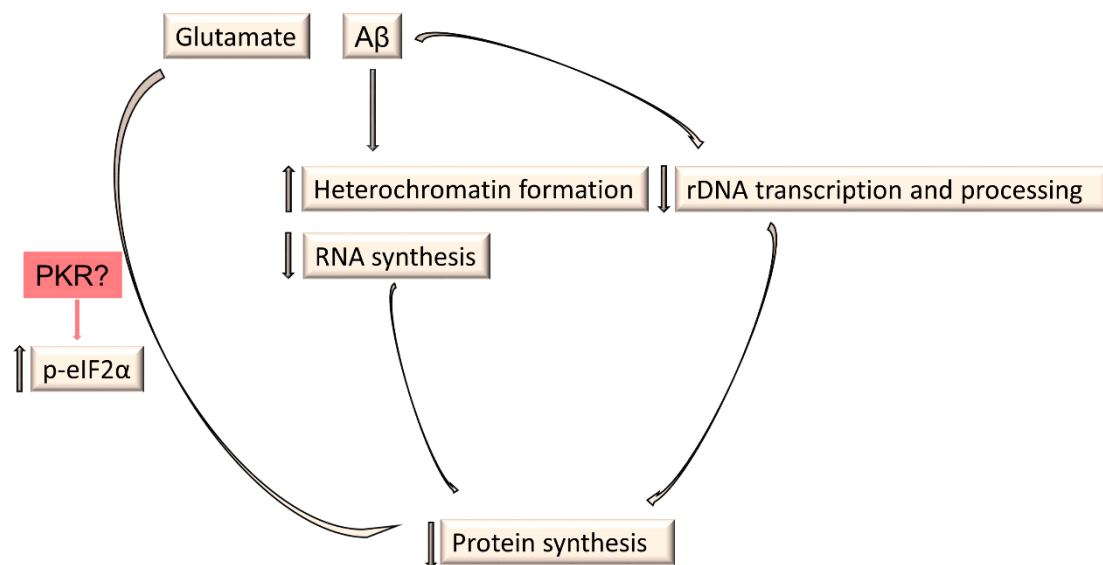 Glutamate
Aβ
Heterochromatin formation
rDNA transcription and processing
RNA synthesis
PKR?
p-eIF2α
Protein synthesis